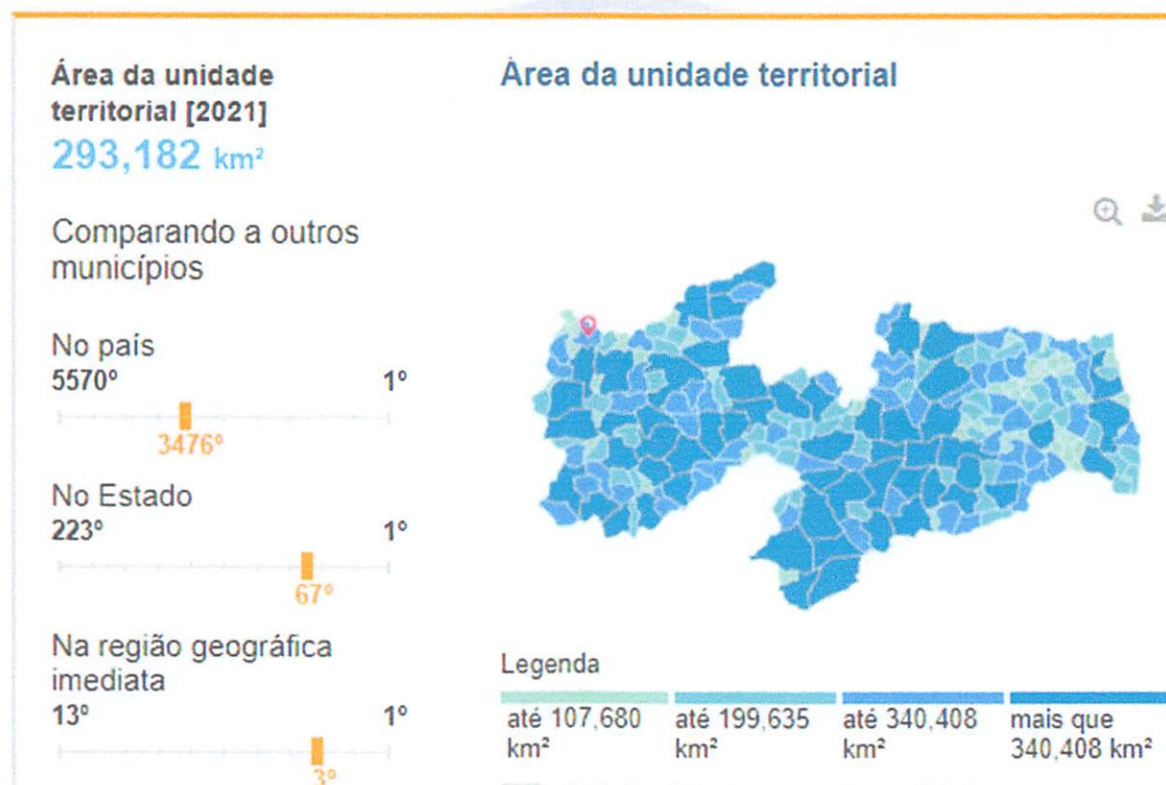 Área da unidade
territorial [2021]
293,182 km²
Comparando a outros
municípios
No país
5570º 1º
3476º
No Estado
223º 1º
67º
Na região geográfica
imediata
13º 1º
3º
Área da unidade territorial
Legenda
até 107,680
km²
até 199,635
km²
até 340,408
km²
mais que
340,408 km²